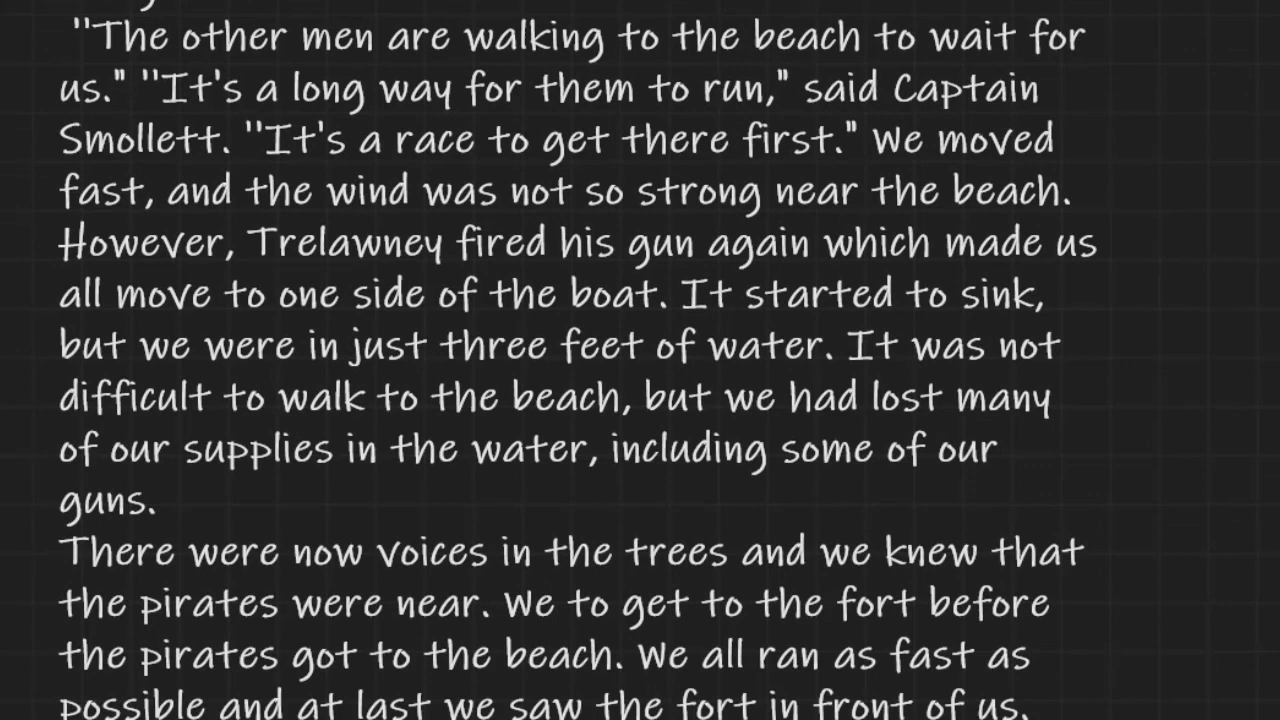 "The other men are walking to the beach to wait for
us." "It's a long way for them to run," said Captain
Smollett. "It's a race to get there first." We moved
fast, and the wind was not so strong near the beach.
However, Trelawney fired his gun again which made us
all move to one side of the boat. It started to sink,
but we were in just three feet of water. It was not
difficult to walk to the beach, but we had lost many
of our supplies in the water, including some of our
guns.
There were now voices in the trees and we knew that
the pirates were near. We to get to the fort before
the pirates got to the beach. We all ran as fast as
possible and at last we saw the fort in front of us.